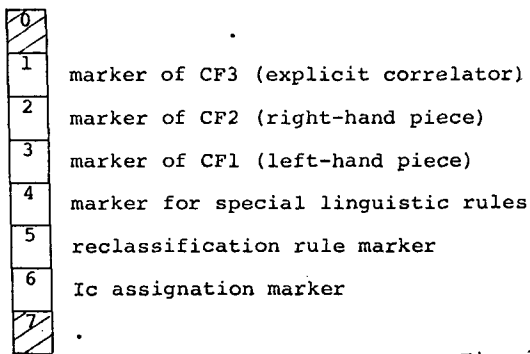 0
1 marker of CF3 (explicit correlator)
2 marker of CF2 (right-hand piece)
3 marker of CF1 (left-hand piece)
4 marker for special linguistic rules
5 reclassification rule marker
6 Ic assignation marker
7 .